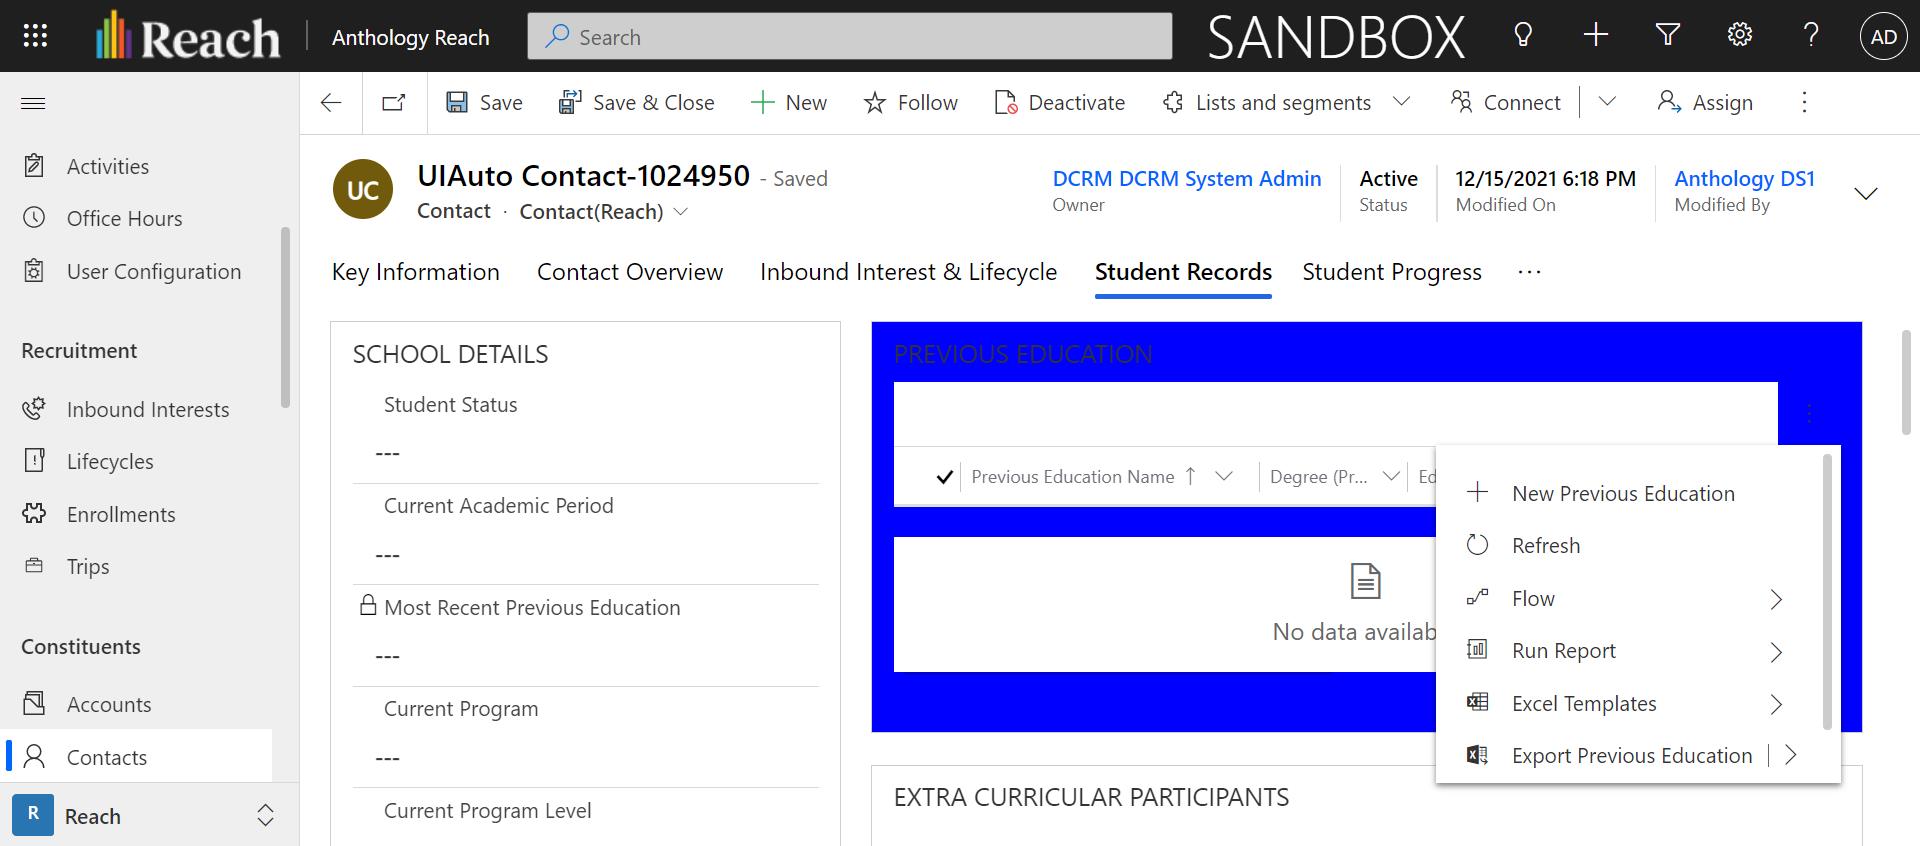 Reach
Anthology Reach
Search
SANDBOX
AD
Save
Save & Close
New
Follow
Deactivate
Lists and segments
Connect
Assign
Activities
Office Hours
User Configuration
Recruitment
Inbound Interests
Lifecycles
Enrollments
Trips
Constituents
Accounts
Contacts
R Reach
UC
UIAuto Contact-1024950 - Saved
Contact · Contact(Reach)
DCRM DCRM System Admin
Owner
Active
Status
12/15/2021 6:18 PM
Modified On
Anthology DS1
Modified By
Key Information Contact Overview Inbound Interest & Lifecycle Student Records Student Progress ...
SCHOOL DETAILS
Student Status
---
Current Academic Period
---
Most Recent Previous Education
---
Current Program
---
Current Program Level
PREVIOUS EDUCATION
Previous Education Name Degree (Pr... Ed
No data availab
New Previous Education
Refresh
Flow
Run Report
Excel Templates
Export Previous Education
EXTRA CURRICULAR PARTICIPANTS